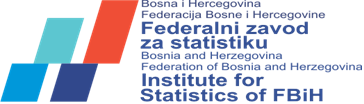 Bosna i Hercegovina
Federacija Bosne i Hercegovine
Federalni zavod
za statistiku
Bosnia and Herzegovina
Federation of Bosnia and Herzegovina
Institute for
Statistics of FBiH